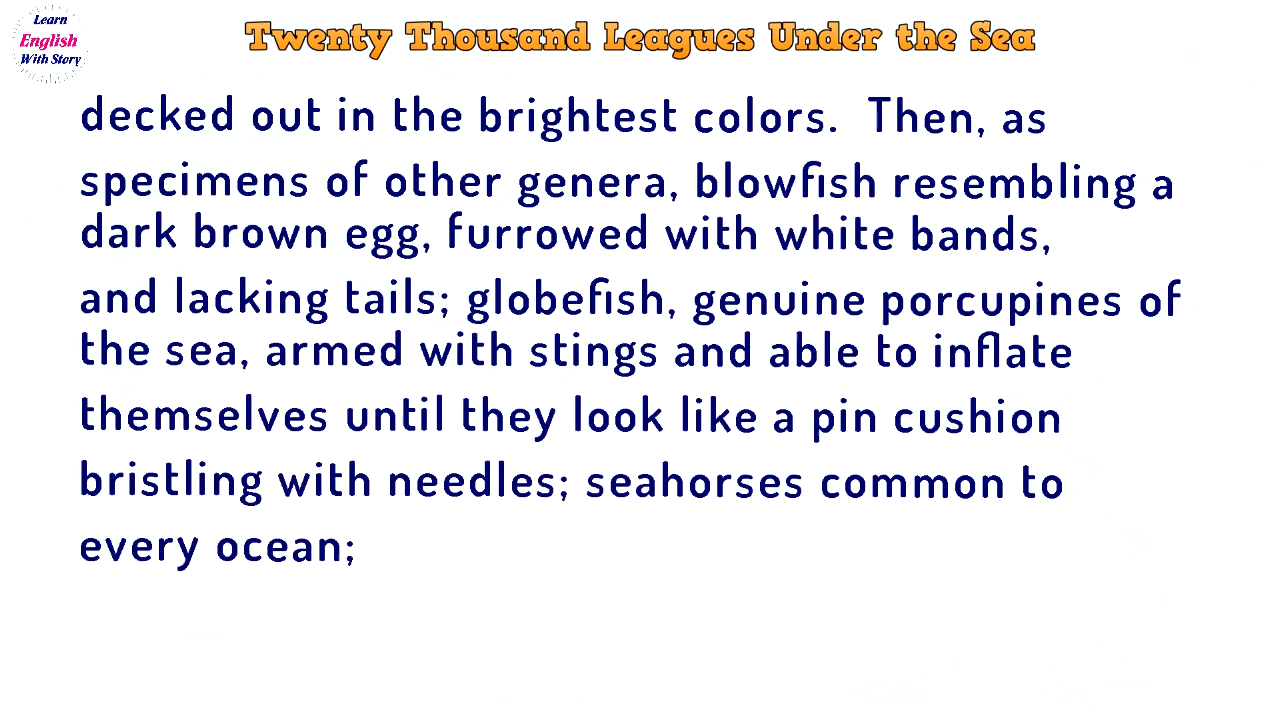 Learn
English
With Story
Twenty Thousand Leagues Under the Sea
decked out in the brightest colors.  Then, as
specimens of other genera, blowfish resembling a
dark brown egg, furrowed with white bands,
and lacking tails; globefish, genuine porcupines of
the sea, armed with stings and able to inflate
themselves until they look like a pin cushion
bristling with needles; seahorses common to
every ocean;